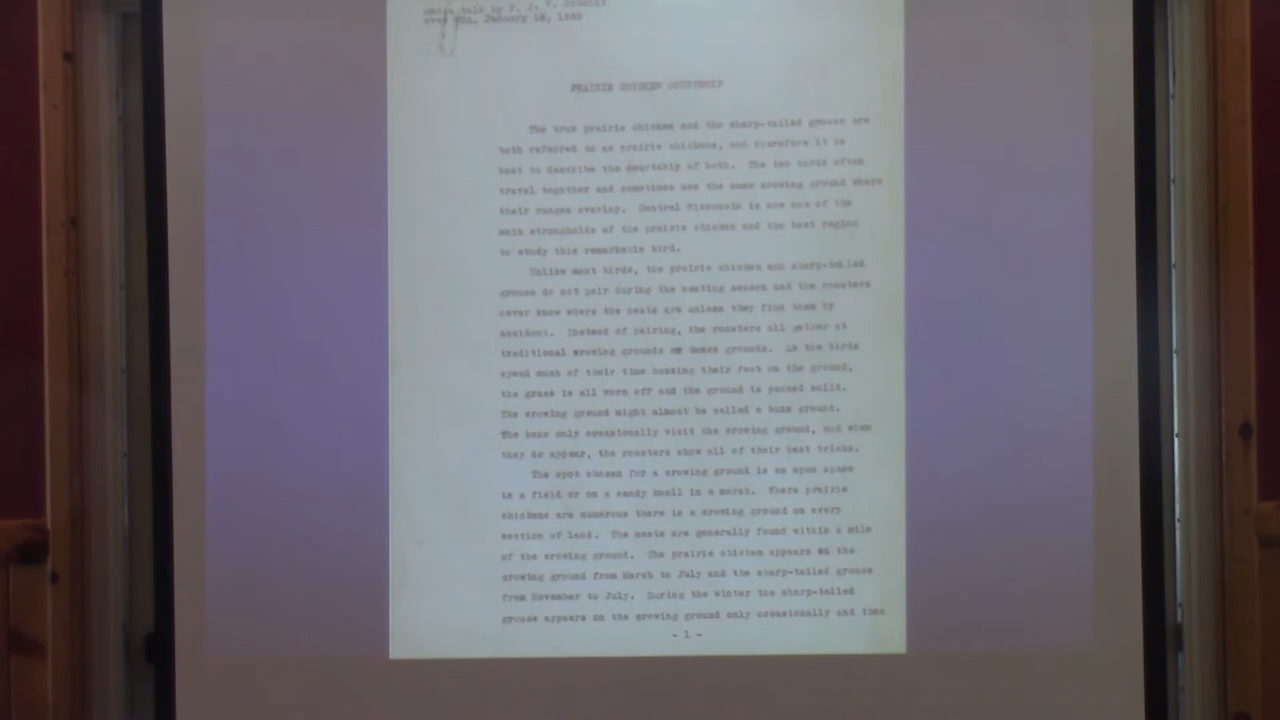 Radio talk by F. J. W. Schmidt
over WHA, January 18, 1932
PRAIRIE CHICKEN COURTSHIP
The true prairie chicken and the sharp-tailed grouse are
both referred to as prairie chickens, and therefore it is
best to describe the courtship of both. The two birds often
travel together and sometimes use the same crowing ground where
their ranges overlay. Central Wisconsin is now one of the
main strongholds of the prairie chicken and the best region
to study this remarkable bird.
Unlike most birds, the prairie chicken and sharp-tailed
grouse do not pair during the nesting season and the roosters
never know where the nests are unless they find them by
accident. Instead of pairing, the roosters all gather at
traditional crowing grounds or dance grounds. As the birds
spend much of their time buzzing their feet on the ground,
the grass is all worn off and the ground is packed solid.
The crowing ground might almost be called a buzz ground.
The hens only occasionally visit the crowing ground, and when
they do appear, the roosters show all of their best tricks.
The spot chosen for a crowing ground is an open space
in a field or on a sandy knoll in a marsh. Where prairie
chickens are numerous there is a crowing ground on every
section of land. The nests are generally found within a mile
of the crowing ground. The prairie chicken appears on the
crowing ground from March to July and the sharp-tailed grouse
from November to July. During the winter the sharp-tailed
grouse appears on the crowing ground only occasionally and then
- 1 -